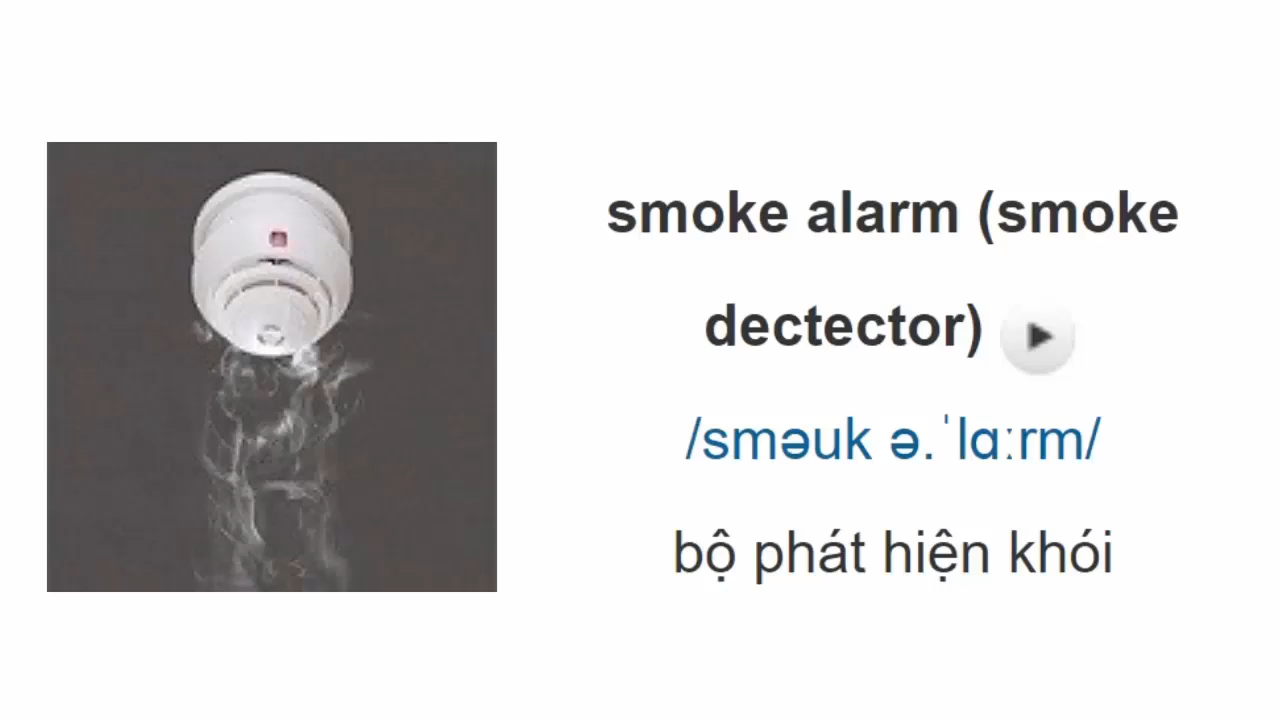 smoke alarm (smoke
dectector)
/sməuk ə.ˈlɑːrm/
bộ phát hiện khói